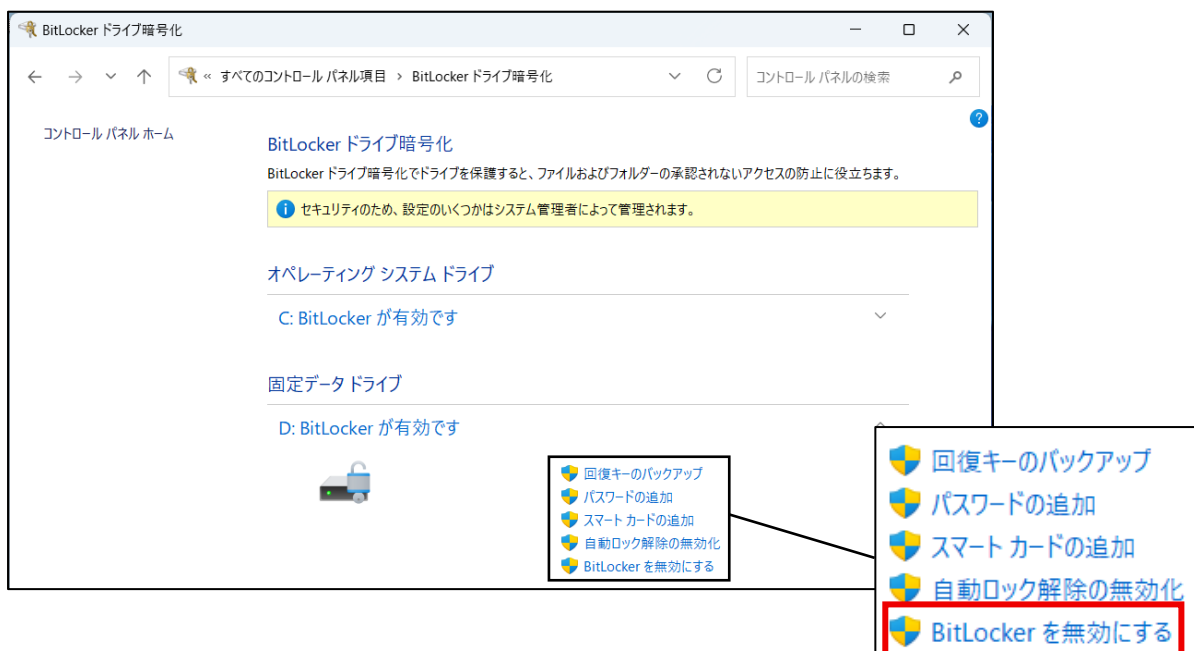 BitLocker ドライブ暗号化
« すべてのコントロール パネル項目 › BitLocker ドライブ暗号化
コントロール パネルの検索
コントロール パネル ホーム
?
BitLocker ドライブ暗号化
BitLocker ドライブ暗号化でドライブを保護すると、ファイルおよびフォルダーの承認されないアクセスの防止に役立ちます。
セキュリティのため、設定のいくつかはシステム管理者によって管理されます。
オペレーティング システム ドライブ
C: BitLocker が有効です
固定データ ドライブ
D: BitLocker が有効です
回復キーのバックアップ
パスワードの追加
スマート カードの追加
自動ロック解除の無効化
BitLocker を無効にする
回復キーのバックアップ
パスワードの追加
スマート カードの追加
自動ロック解除の無効化
BitLocker を無効にする